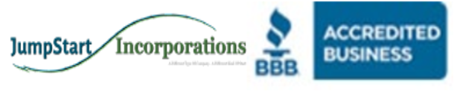 JumpStart Incorporations
BBB
ACCREDITED
BUSINESS